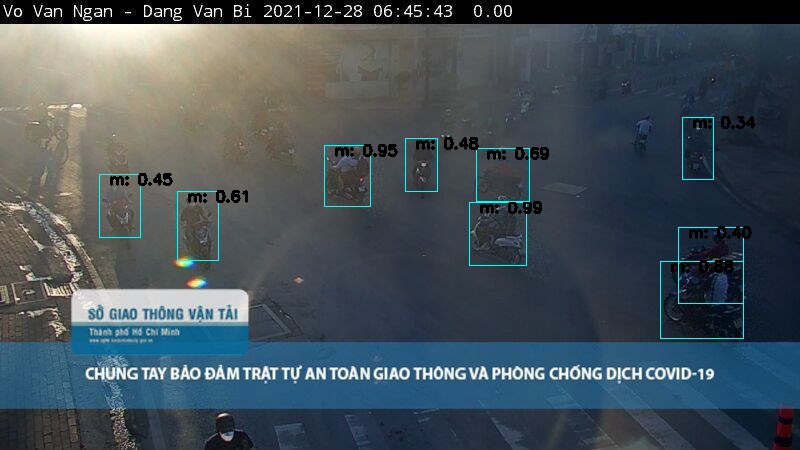 Vo Van Ngan - Dang Van Bi 2021-12-28 06:45:43 0.00
m: 0.34
m: 0.48
m: 0.95
m: 0.69
m: 0.45
m: 0.61
m: 0.99
m: 0.40
m: 0.88
SỞ GIAO THÔNG VẬN TẢI
Thành phố Hồ Chí Minh
CHUNG TAY BẢO ĐẢM TRẬT TỰ AN TOÀN GIAO THÔNG VÀ PHÒNG CHỐNG DỊCH COVID-19